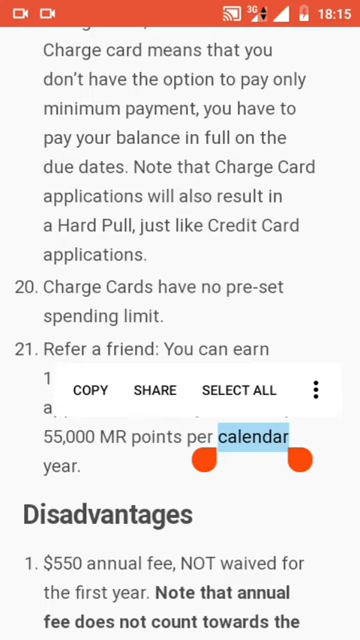 3G 18:15
Charge card means that you
don't have the option to pay only
minimum payment, you have to
pay your balance in full on the
due dates. Note that Charge Card
applications will also result in
a Hard Pull, just like Credit Card
applications.
20. Charge Cards have no pre-set
spending limit.
21. Refer a friend: You can earn
COPY SHARE SELECT ALL
55,000 MR points per calendar
year.
Disadvantages
1. $550 annual fee, NOT waived for
the first year. Note that annual
fee does not count towards the